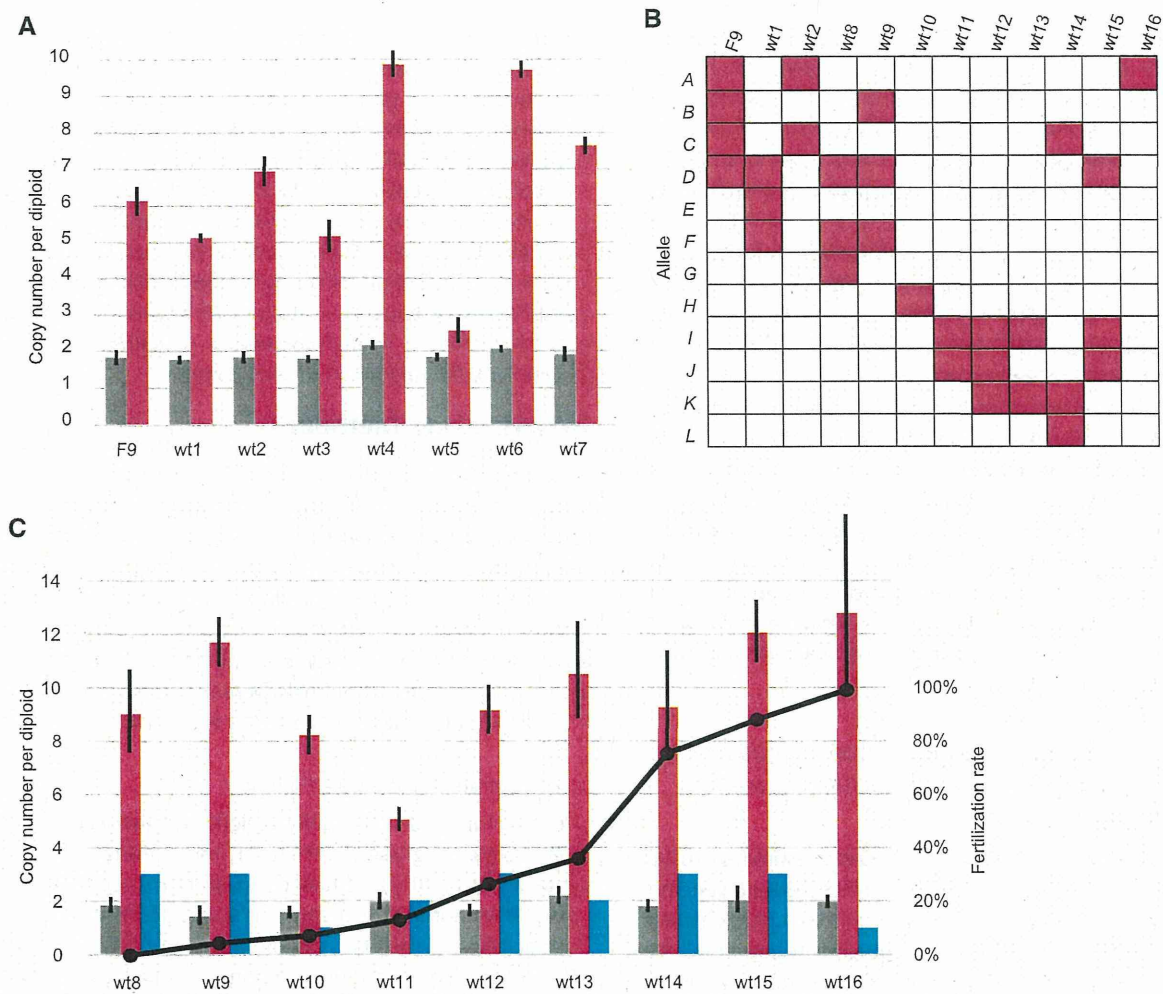 A
Copy number per diploid
10
9
8
7
6
5
4
3
2
1
0
F9 wt1 wt2 wt3 wt4 wt5 wt6 wt7
B
F9 wt1 wt2 wt8 wt9 wt10 wt11 wt12 wt13 wt14 wt15 wt16
Allele
A
B
C
D
E
F
G
H
I
J
K
L
C
Copy number per diploid
14
12
10
8
6
4
2
0
100%
80%
60%
40%
20%
0%
Fertilization rate
wt8 wt9 wt10 wt11 wt12 wt13 wt14 wt15 wt16